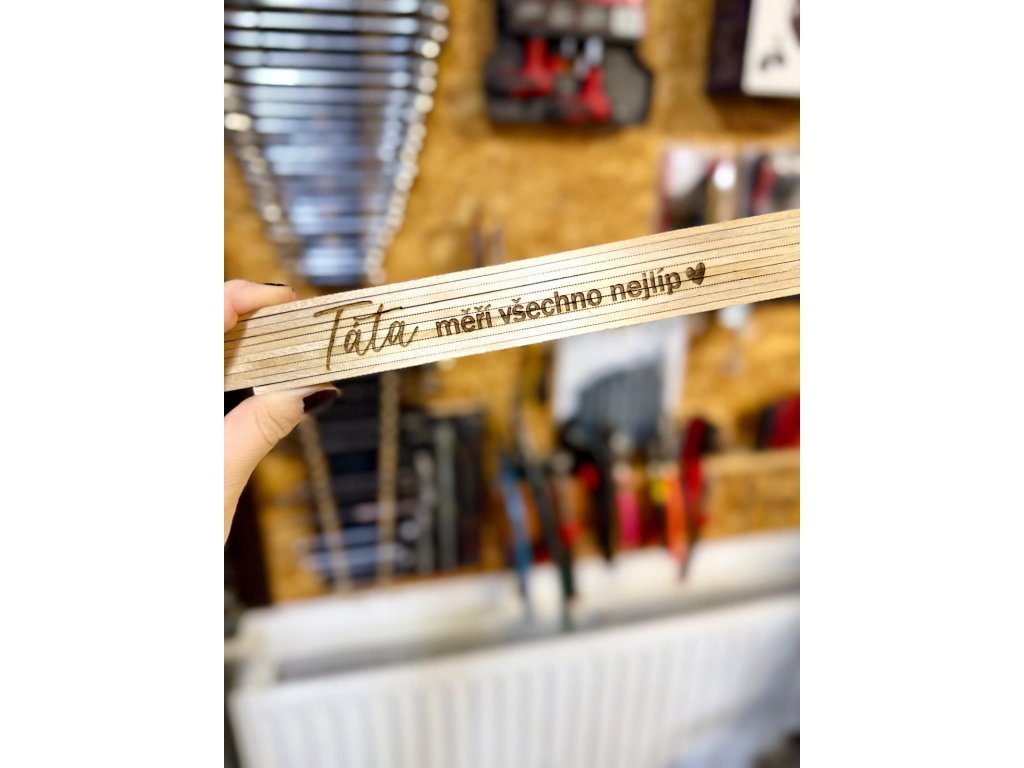 Táta měří všechno nejlíp ♥